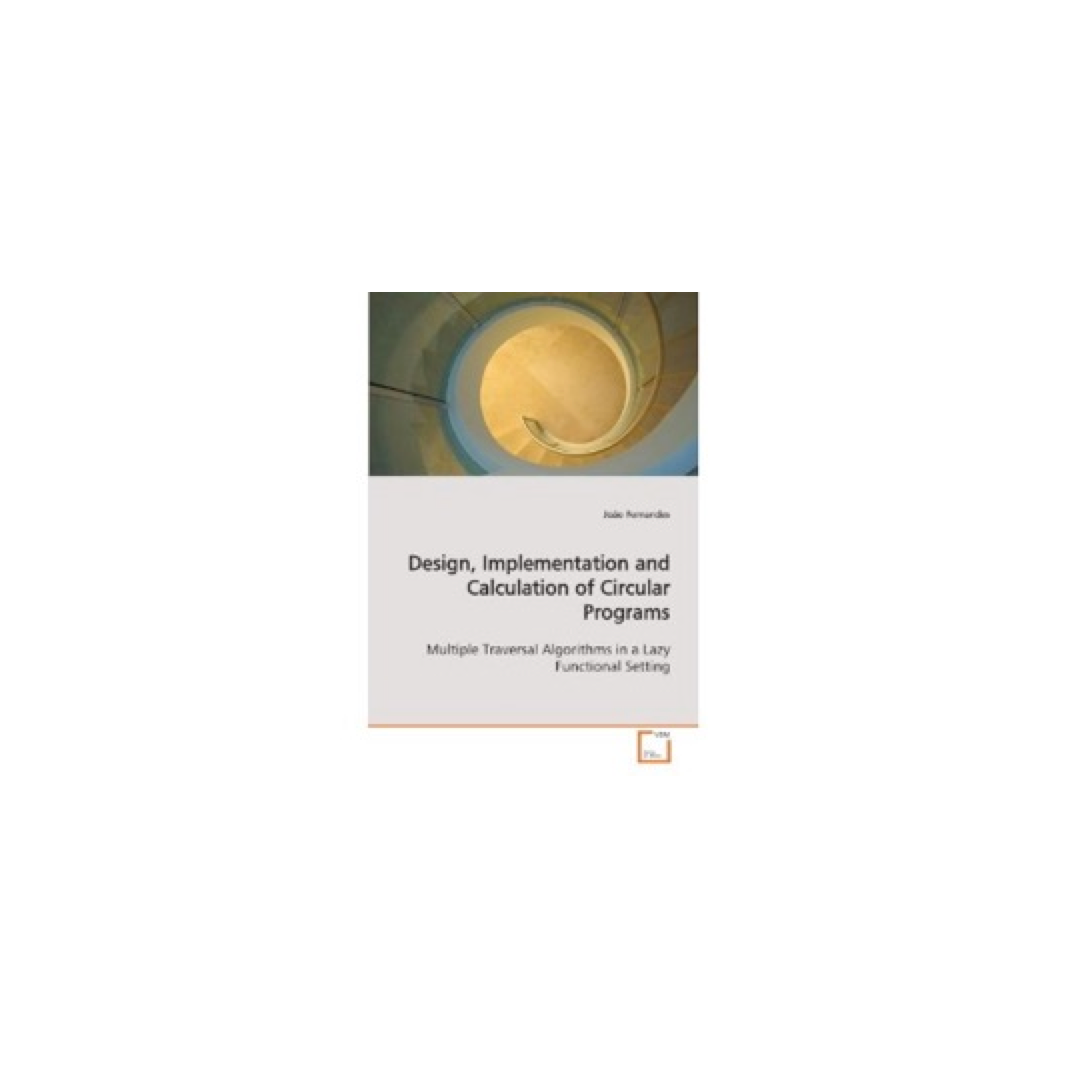 João Fernandes
Design, Implementation and
Calculation of Circular
Programs
Multiple Traversal Algorithms in a Lazy
Functional Setting
VDM